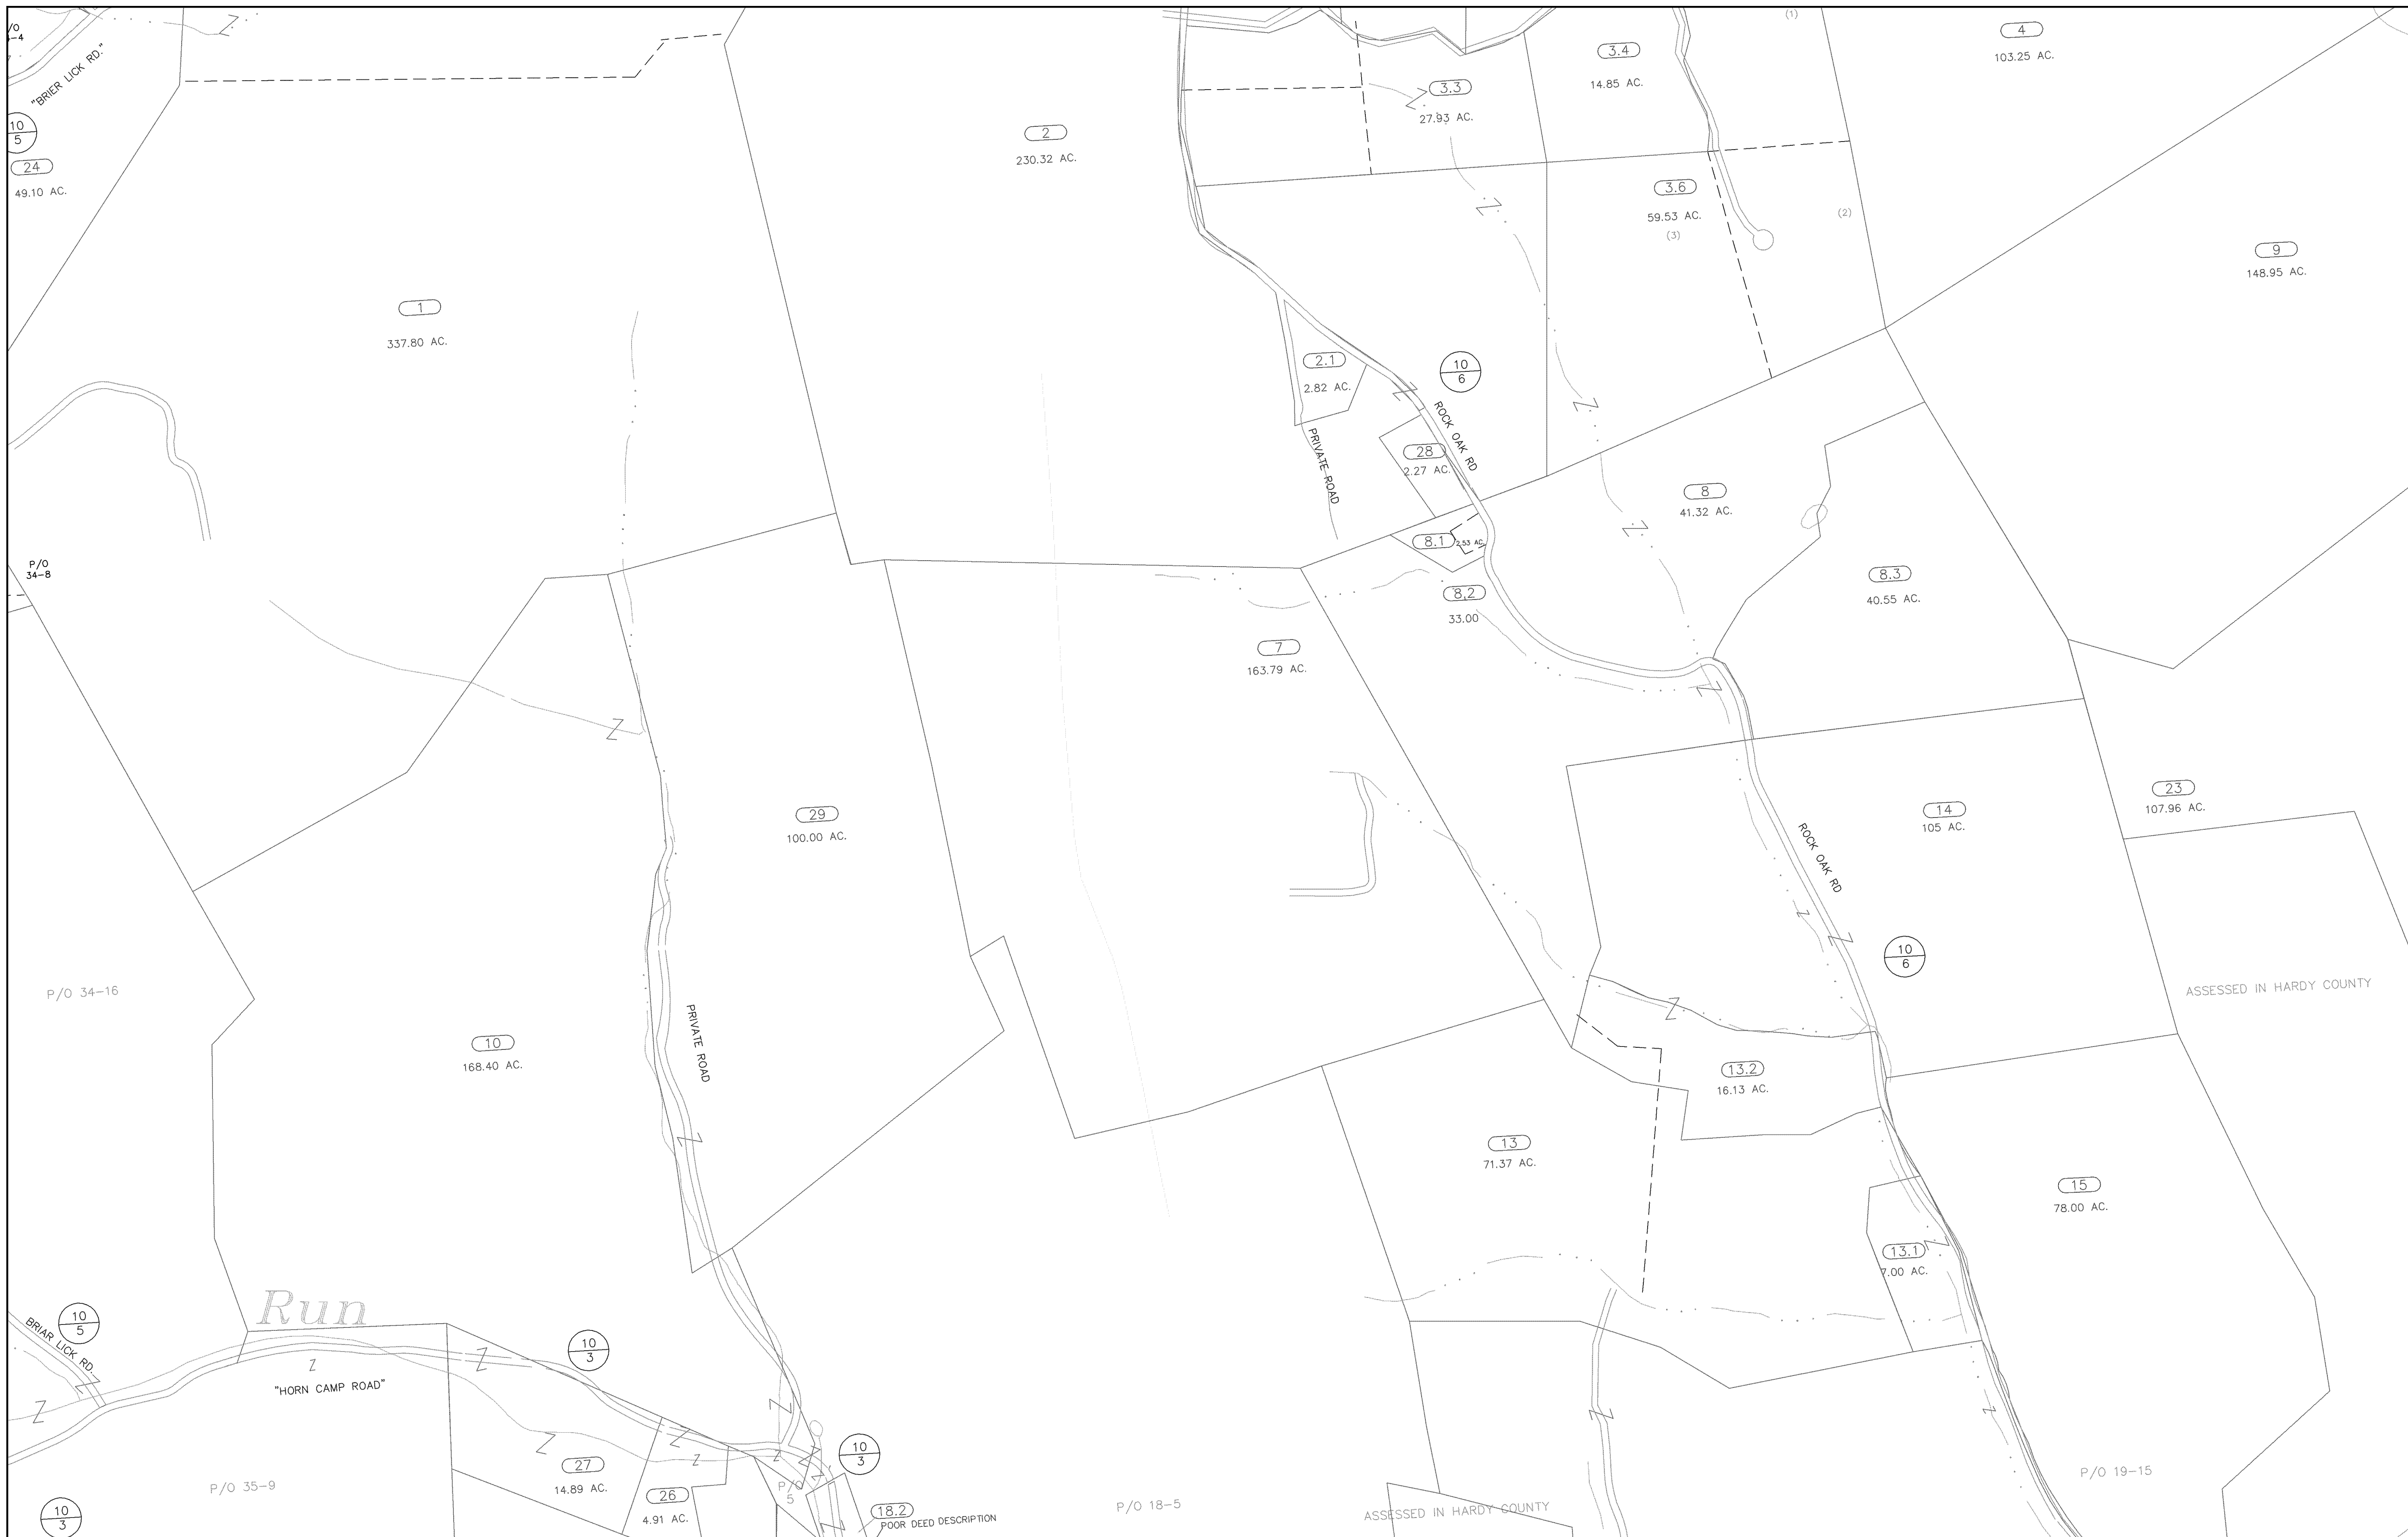 P/O
"BRIER LICK RD."
10
5
24
49.10 AC.
1
337.80 AC.
2
230.32 AC.
3.3
27.93 AC.
3.4
14.85 AC.
(1)
4
103.25 AC.
3.6
59.53 AC.
(3)
(2)
9
148.95 AC.
2.1
2.82 AC.
10
6
ROCK OAK RD
PRIVATE ROAD
28
2.27 AC.
8
41.32 AC.
8.1
2.53 AC.
8.2
33.00
8.3
40.55 AC.
P/O
34-8
7
163.79 AC.
29
100.00 AC.
14
105 AC.
23
107.96 AC.
ROCK OAK RD
10
6
ASSESSED IN HARDY COUNTY
P/O 34-16
10
168.40 AC.
PRIVATE ROAD
13.2
16.13 AC.
13
71.37 AC.
15
78.00 AC.
13.1
7.00 AC.
Run
10
5
BRIAR LICK RD.
10
3
"HORN CAMP ROAD"
10
3
27
14.89 AC.
26
4.91 AC.
P/O
5
P/O 35-9
10
3
18.2
POOR DEED DESCRIPTION
P/O 18-5
ASSESSED IN HARDY COUNTY
P/O 19-15